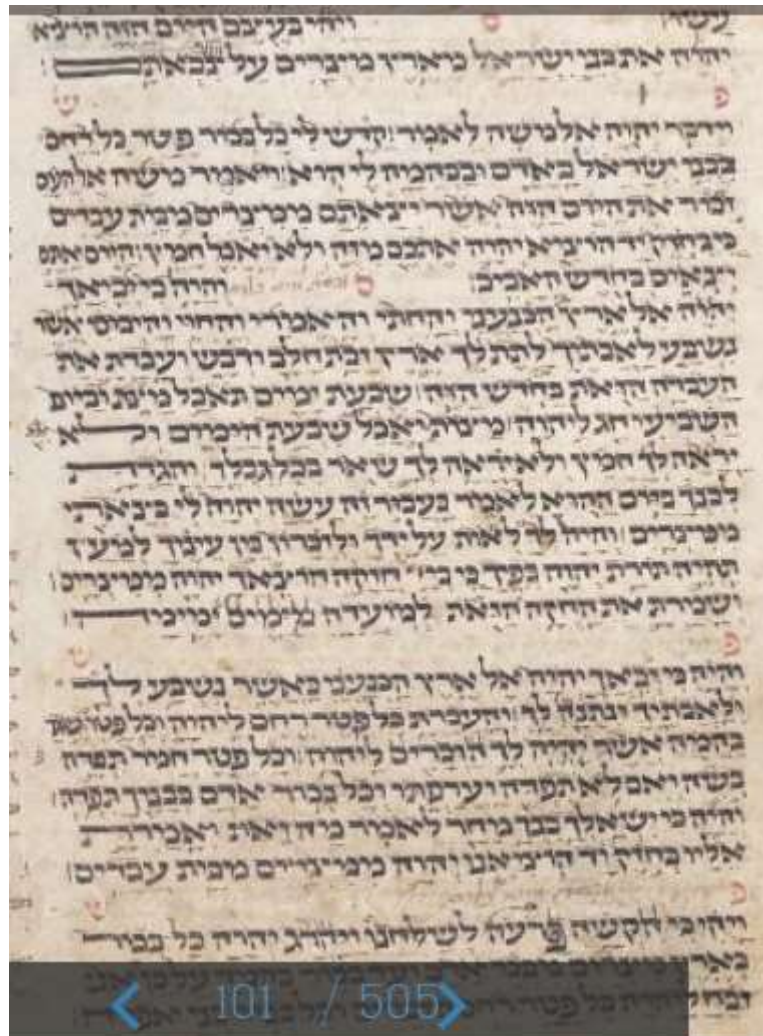 עשו ס ויהי בעצם היום הזה הוציא
יהוה את בני ישראל מארץ מצרים על צבאתם
פ ש
וידבר יהוה אל משה לאמר קדש לי כל בכור פטר כל רחם
בבני ישראל באדם ובבהמה לי הוא ויאמר משה אל העם
זכור את היום הזה אשר יצאתם ממצרים מבית עבדים
כי בחזק יד הוציא יהוה אתכם מזה ולא יאכל חמץ היום אתם
יצאים בחדש האביב ס והיה כי יביאך
יהוה אל ארץ הכנעני והחתי והאמרי והחוי והיבוסי אשר
נשבע לאבתיך לתת לך ארץ זבת חלב ודבש ועבדת את
העבדה הזאת בחדש הזה שבעת ימים תאכל מצת וביום
השביעי חג ליהוה מצות יאכל שבעת הימים ולא
יראה לך חמץ ולא יראה לך שאר בכל גבלך והגדת
לבנך ביום ההוא לאמר בעבור זה עשה יהוה לי בצאתי
ממצרים והיה לך לאות על ידך ולזכרון בין עיניך למען
תהיה תורת יהוה בפיך כי ביד חזקה הוצאך יהוה ממצרים
ושמרת את החקה הזאת למועדה מימים ימימה
פ ש
והיה כי יבאך יהוה אל ארץ הכנעני כאשר נשבע לך
ולאבתיך ונתנה לך והעברת כל פטר רחם ליהוה וכל פטר שגר
בהמה אשר יהיה לך הזכרים ליהוה וכל פטר חמר תפדה
בשה ואם לא תפדה וערפתו וכל בכור אדם בבניך תפדה
והיה כי ישאלך בנך מחר לאמר מה זאת ואמרת
אליו בחזק יד הוציאנו יהוה ממצרים מבית עבדים
פ ש
ויהי כי הקשה פרעה לשלחנו ויהרג יהוה כל בכור
101 / 505